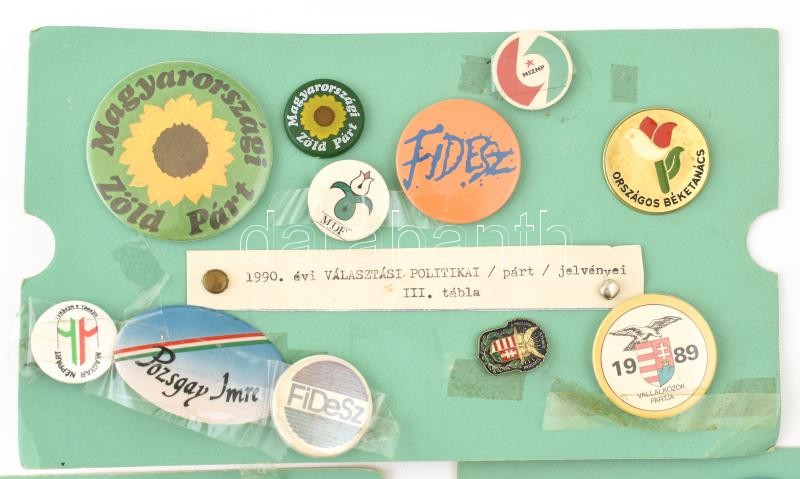 Magyarországi
Zöld Párt
Magyarországi
Zöld Párt
MDF
FiDESZ
MSZMP
ORSZÁGOS BÉKETANÁCS
darabanth
1990. évi VÁLASZTÁSI POLITIKAI / párt / jelvényei
III. tábla
MAGYAR NÉPPÁRT
Pozsgay Imre
FiDeSz
1989
VÁLLALKOZÓK
PÁRTJA